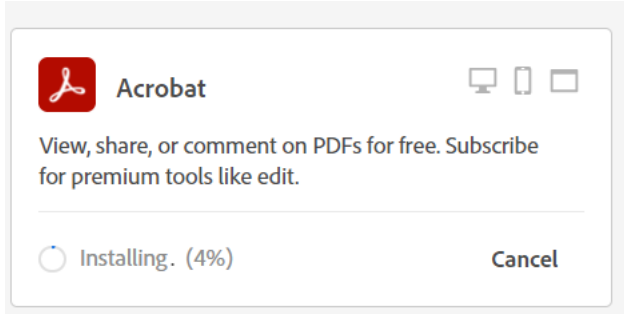 Acrobat
View, share, or comment on PDFs for free. Subscribe
for premium tools like edit.
Installing. (4%)
Cancel